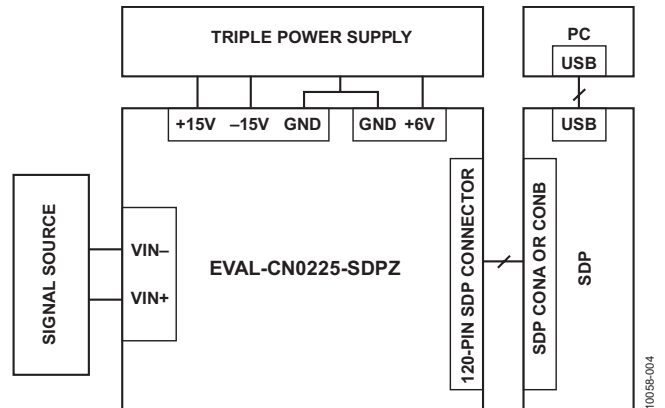 TRIPLE POWER SUPPLY
PC
USB
+15V –15V GND GND +6V
USB
SIGNAL SOURCE
VIN–
VIN+
EVAL-CN0225-SDPZ
120-PIN SDP CONNECTOR
SDP CONA OR CONB
SDP
10058-004